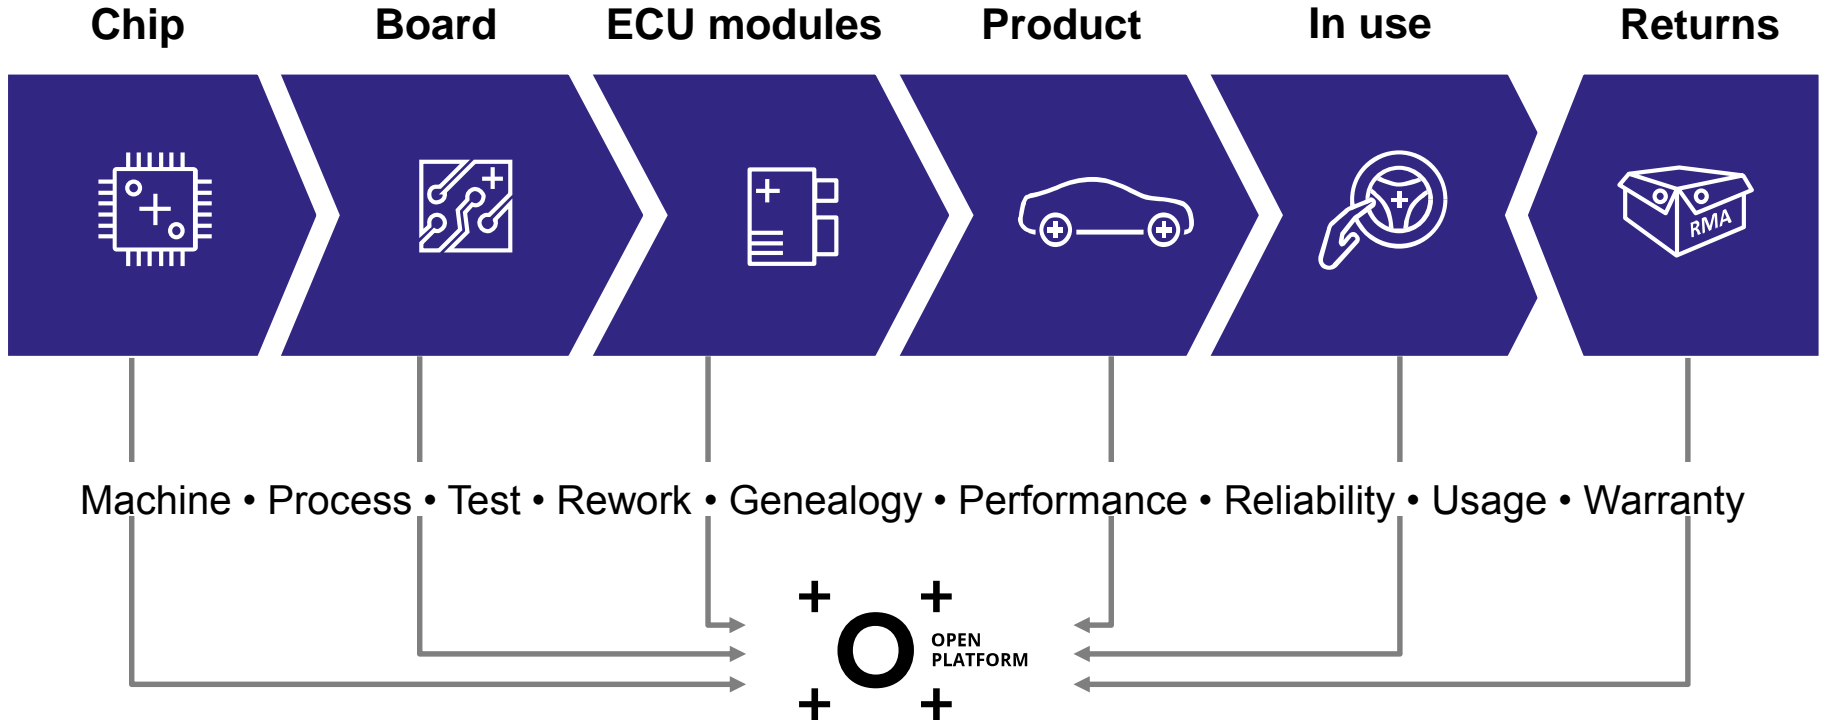 Chip Board ECU modules Product In use Returns
RMA
Machine • Process • Test • Rework • Genealogy • Performance • Reliability • Usage • Warranty
OPEN
PLATFORM